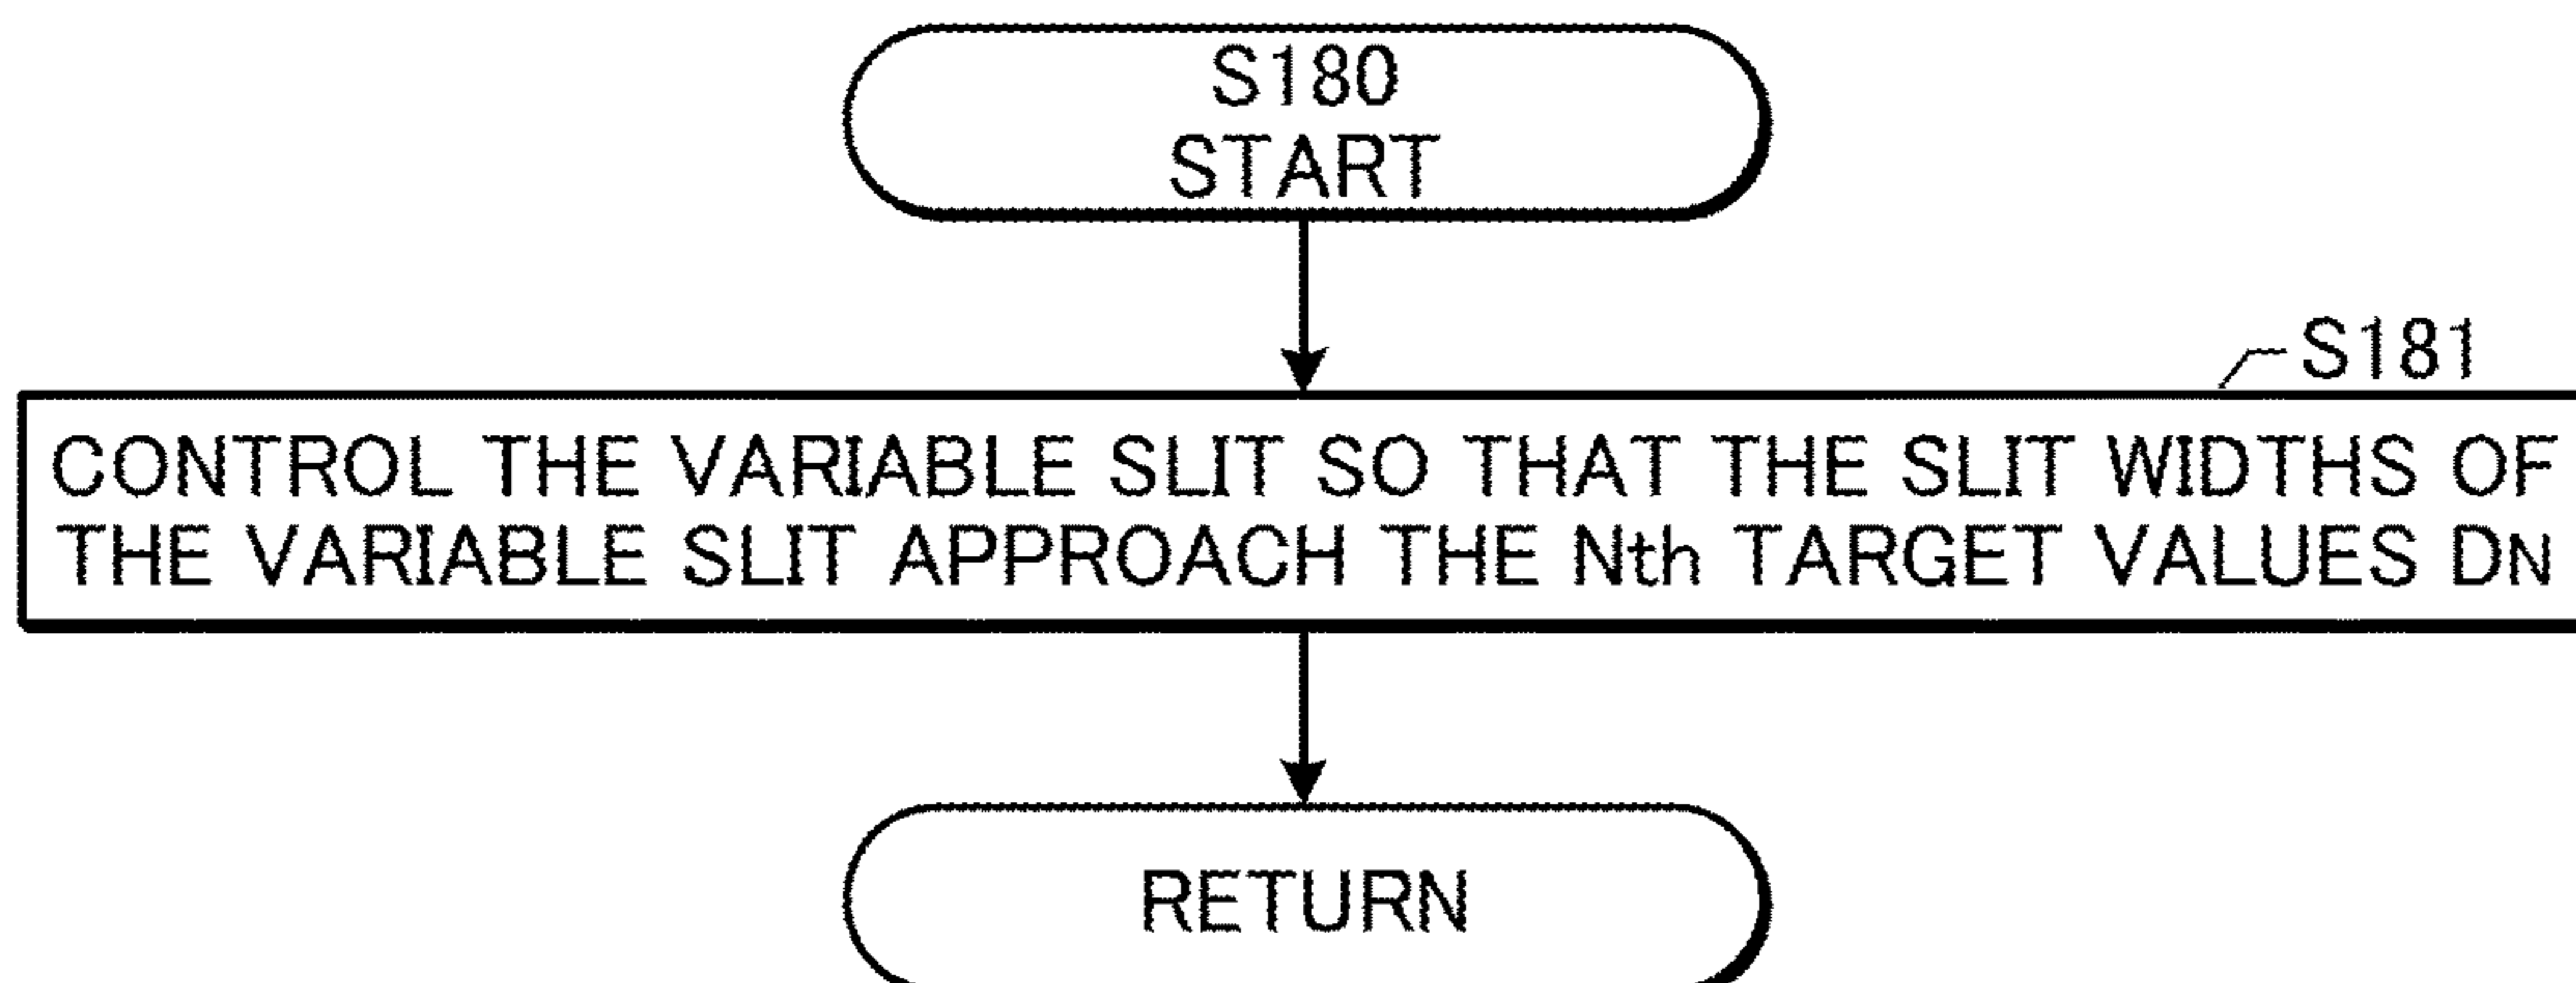 S180
START
S181
CONTROL THE VARIABLE SLIT SO THAT THE SLIT WIDTHS OF
THE VARIABLE SLIT APPROACH THE Nth TARGET VALUES DN
RETURN